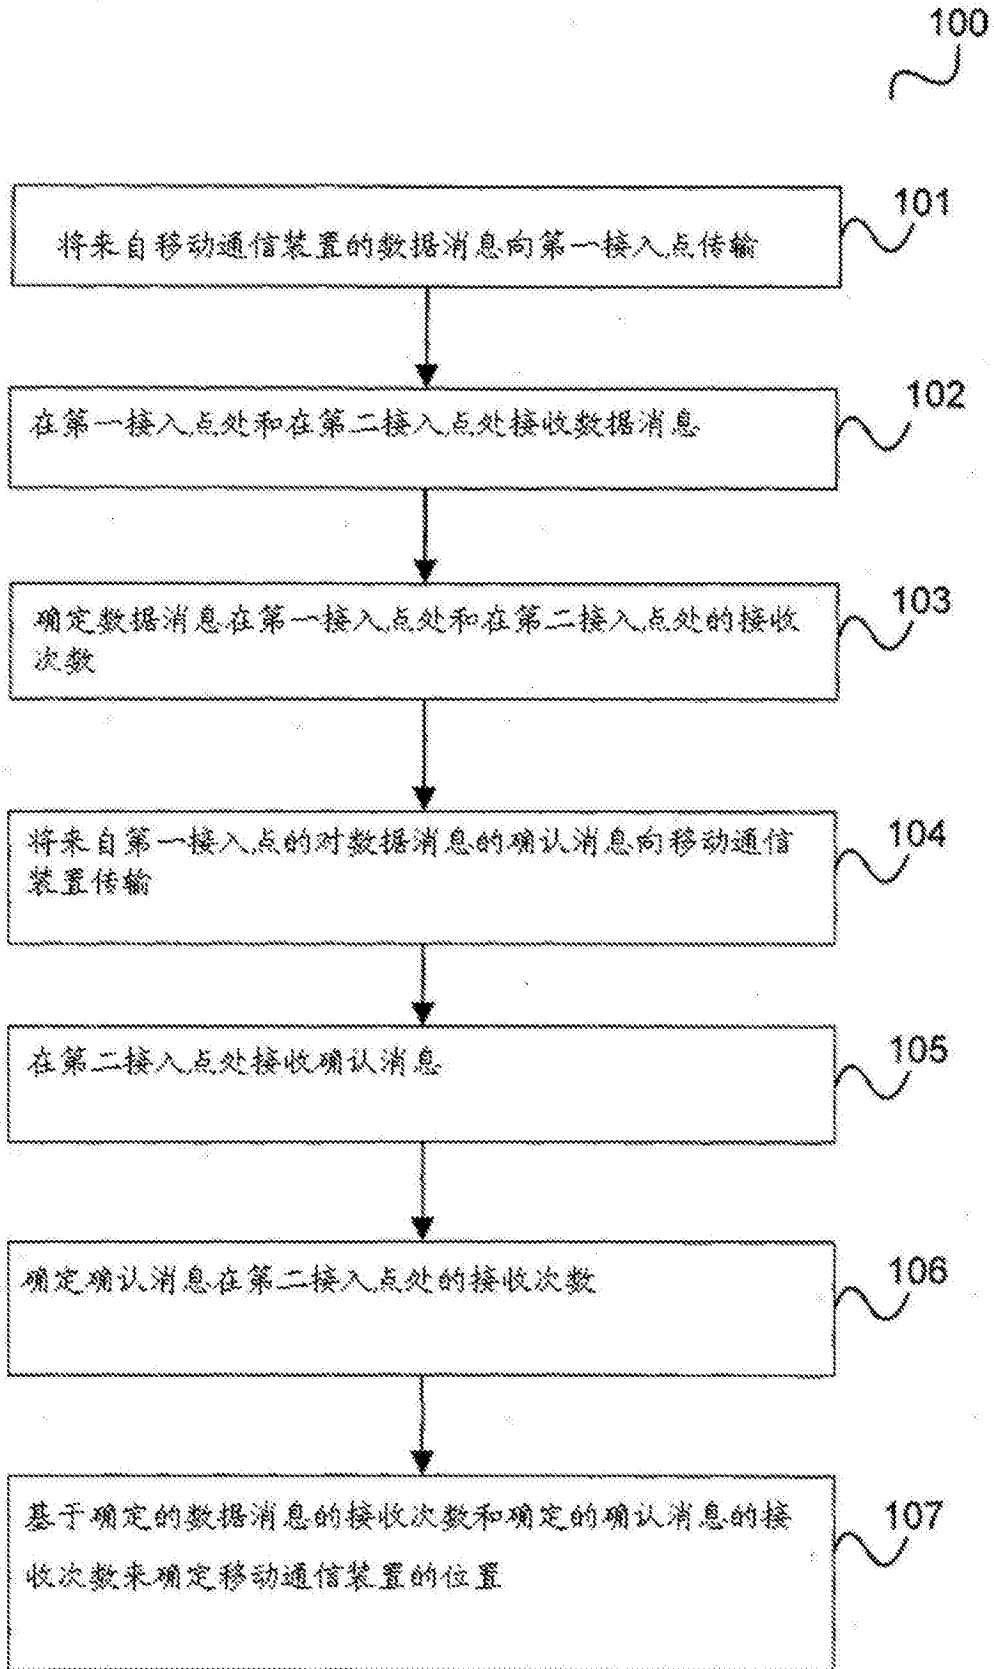 100
将来自移动通信装置的数据消息向第一接入点传输
101
在第一接入点处和在第二接入点处接收数据消息
102
确定数据消息在第一接入点处和在第二接入点处的接收
次数
103
将来自第一接入点的对数据消息的确认消息向移动通信
装置传输
104
在第二接入点处接收确认消息
105
确定确认消息在第二接入点处的接收次数
106
基于确定的数据消息的接收次数和确定的确认消息的接
收次数来确定移动通信装置的位置
107